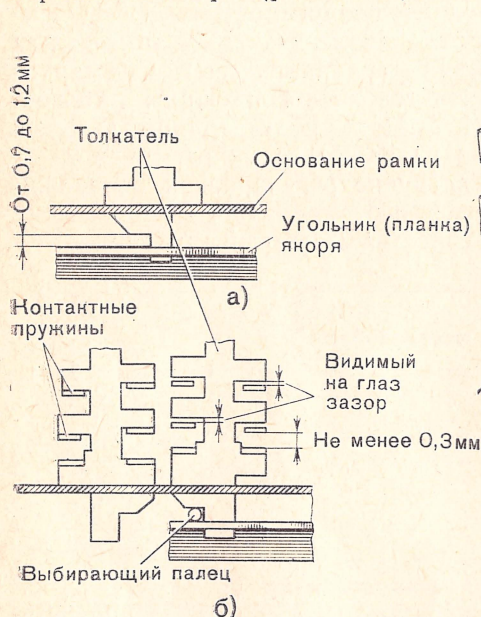 От 0,7 до 1,2мм
Толкатель
Основание рамки
Угольник (планка)
якоря
а)
Контактные
пружины
Видимый
на глаз
зазор
Не менее 0,3мм
Выбирающий палец
б)